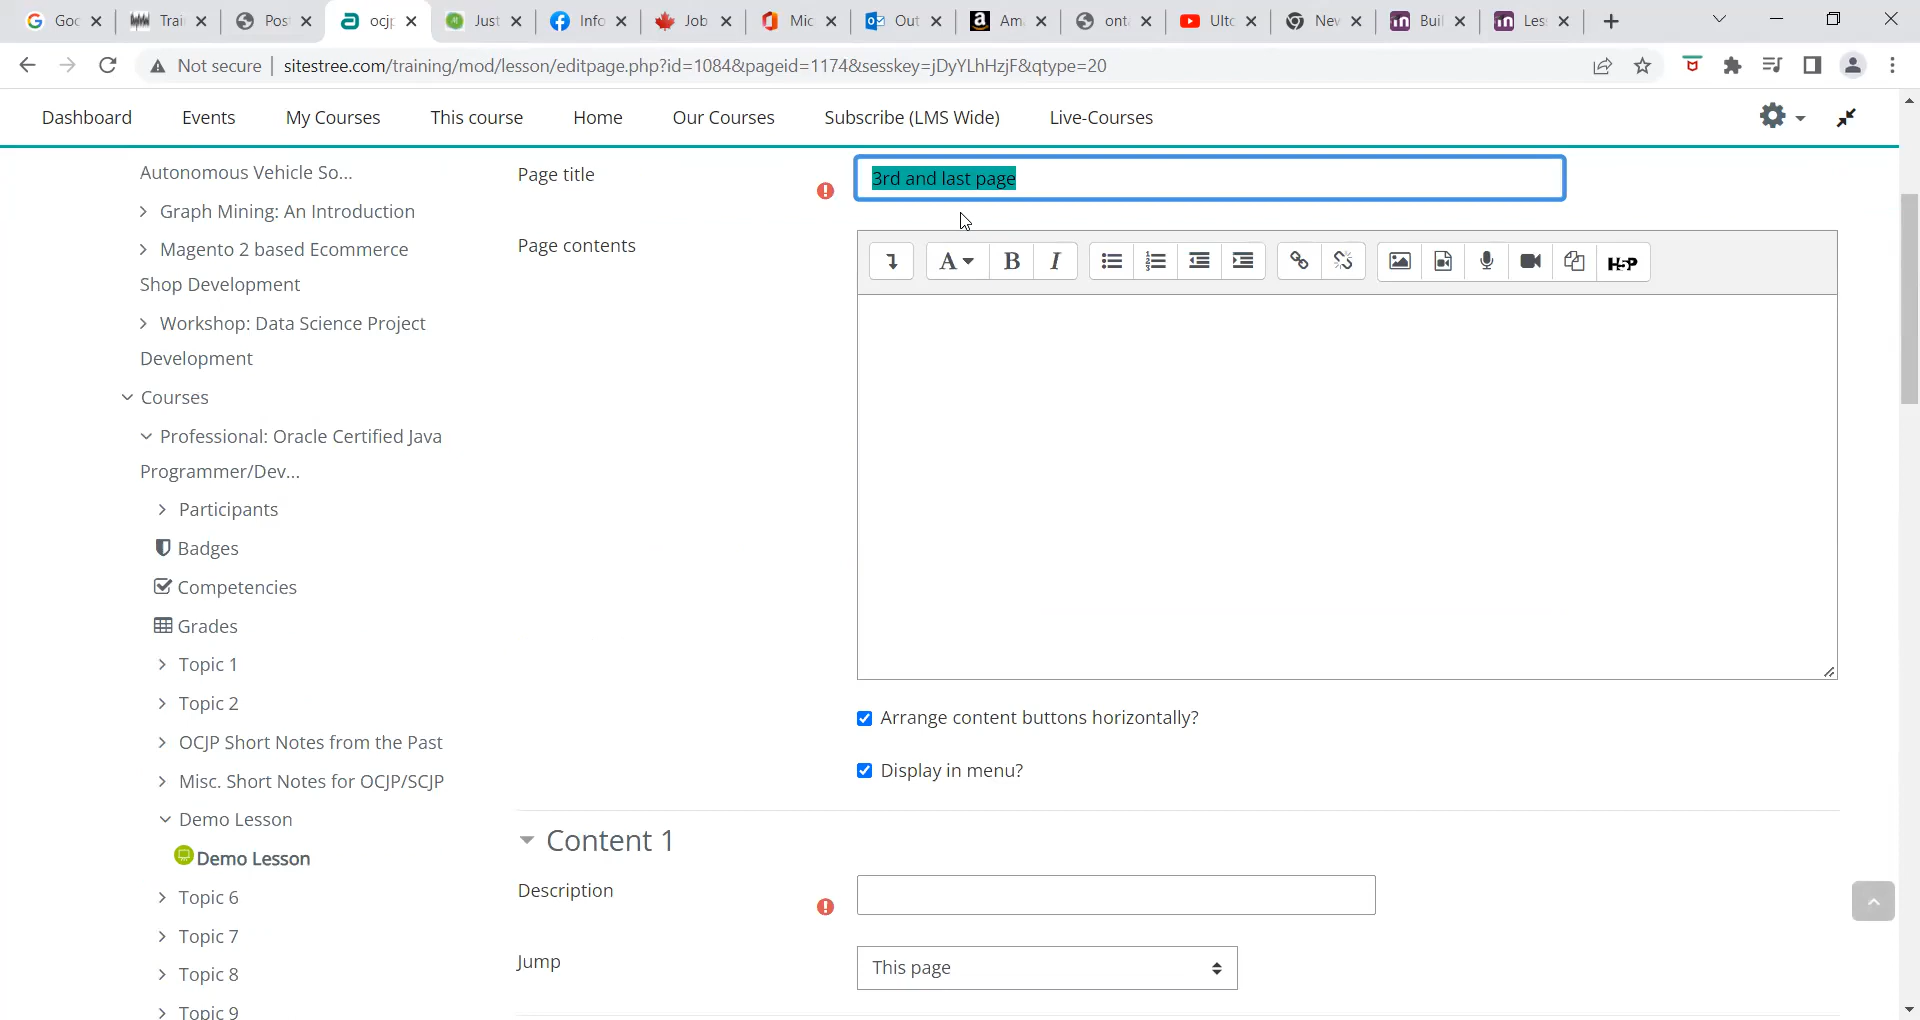 Goc
Trai
Pos
ocjp
Just
Info
Job
Mic
Out
Am
ont
Ulto
Nev
Buil
Les
Not secure
sitestree.com/training/mod/lesson/editpage.php?id=1084&pageid=1174&sesskey=jDyYLhHzjF&qtype=20
Dashboard
Events
My Courses
This course
Home
Our Courses
Subscribe (LMS Wide)
Live-Courses
Autonomous Vehicle So...
Graph Mining: An Introduction
Magento 2 based Ecommerce
Shop Development
Workshop: Data Science Project
Development
Courses
Professional: Oracle Certified Java
Programmer/Dev...
Participants
Badges
Competencies
Grades
Topic 1
Topic 2
OCJP Short Notes from the Past
Misc. Short Notes for OCJP/SCJP
Demo Lesson
Demo Lesson
Topic 6
Topic 7
Topic 8
Topic 9
Page title
3rd and last page
Page contents
A
B
I
H5P
Arrange content buttons horizontally?
Display in menu?
Content 1
Description
Jump
This page